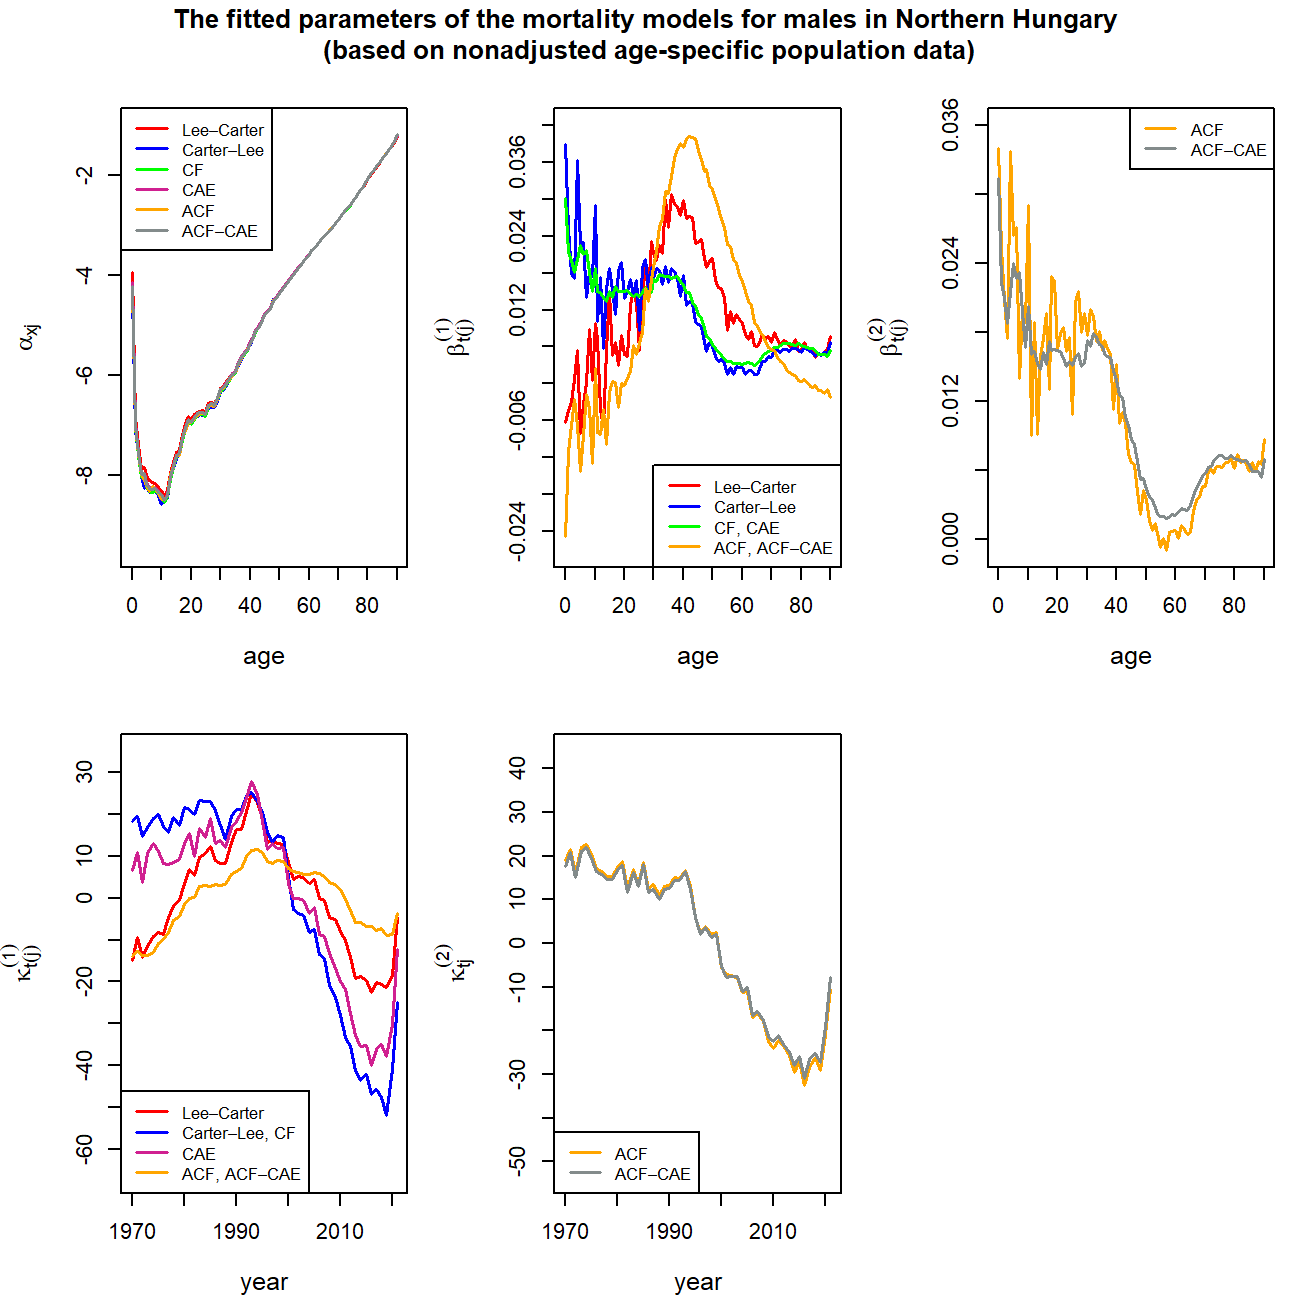 The fitted parameters of the mortality models for males in Northern Hungary
(based on nonadjusted age-specific population data)
Lee–Carter
Carter–Lee
CF
CAE
ACF
ACF–CAE
-2
-4
-6
-8
αxj
0 20 40 60 80
age
0.036
0.024
0.012
-0.006
-0.024
β(1)t(j)
Lee–Carter
Carter–Lee
CF, CAE
ACF, ACF–CAE
0 20 40 60 80
age
ACF
ACF–CAE
0.036
0.024
0.012
0.000
β(2)t(j)
0 20 40 60 80
age
30
10
0
-20
-40
-60
κ(1)t(j)
Lee–Carter
Carter–Lee, CF
CAE
ACF, ACF–CAE
1970 1990 2010
year
40
30
20
10
0
-10
-30
-50
κ(2)tj
ACF
ACF–CAE
1970 1990 2010
year